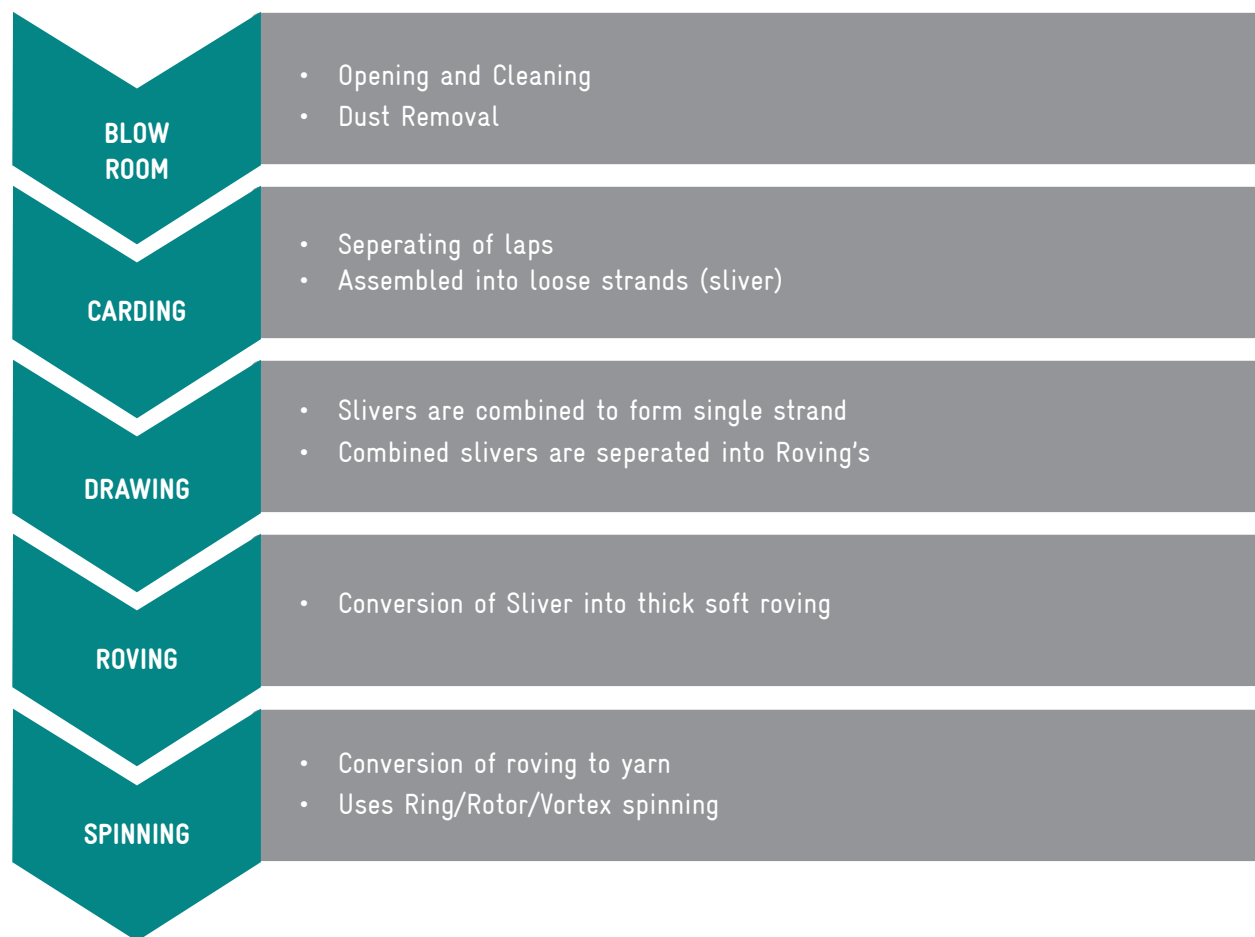 BLOW
ROOM
• Opening and Cleaning
• Dust Removal
CARDING
• Seperating of laps
• Assembled into loose strands (sliver)
DRAWING
• Slivers are combined to form single strand
• Combined slivers are seperated into Roving's
ROVING
• Conversion of Sliver into thick soft roving
SPINNING
• Conversion of roving to yarn
• Uses Ring/Rotor/Vortex spinning